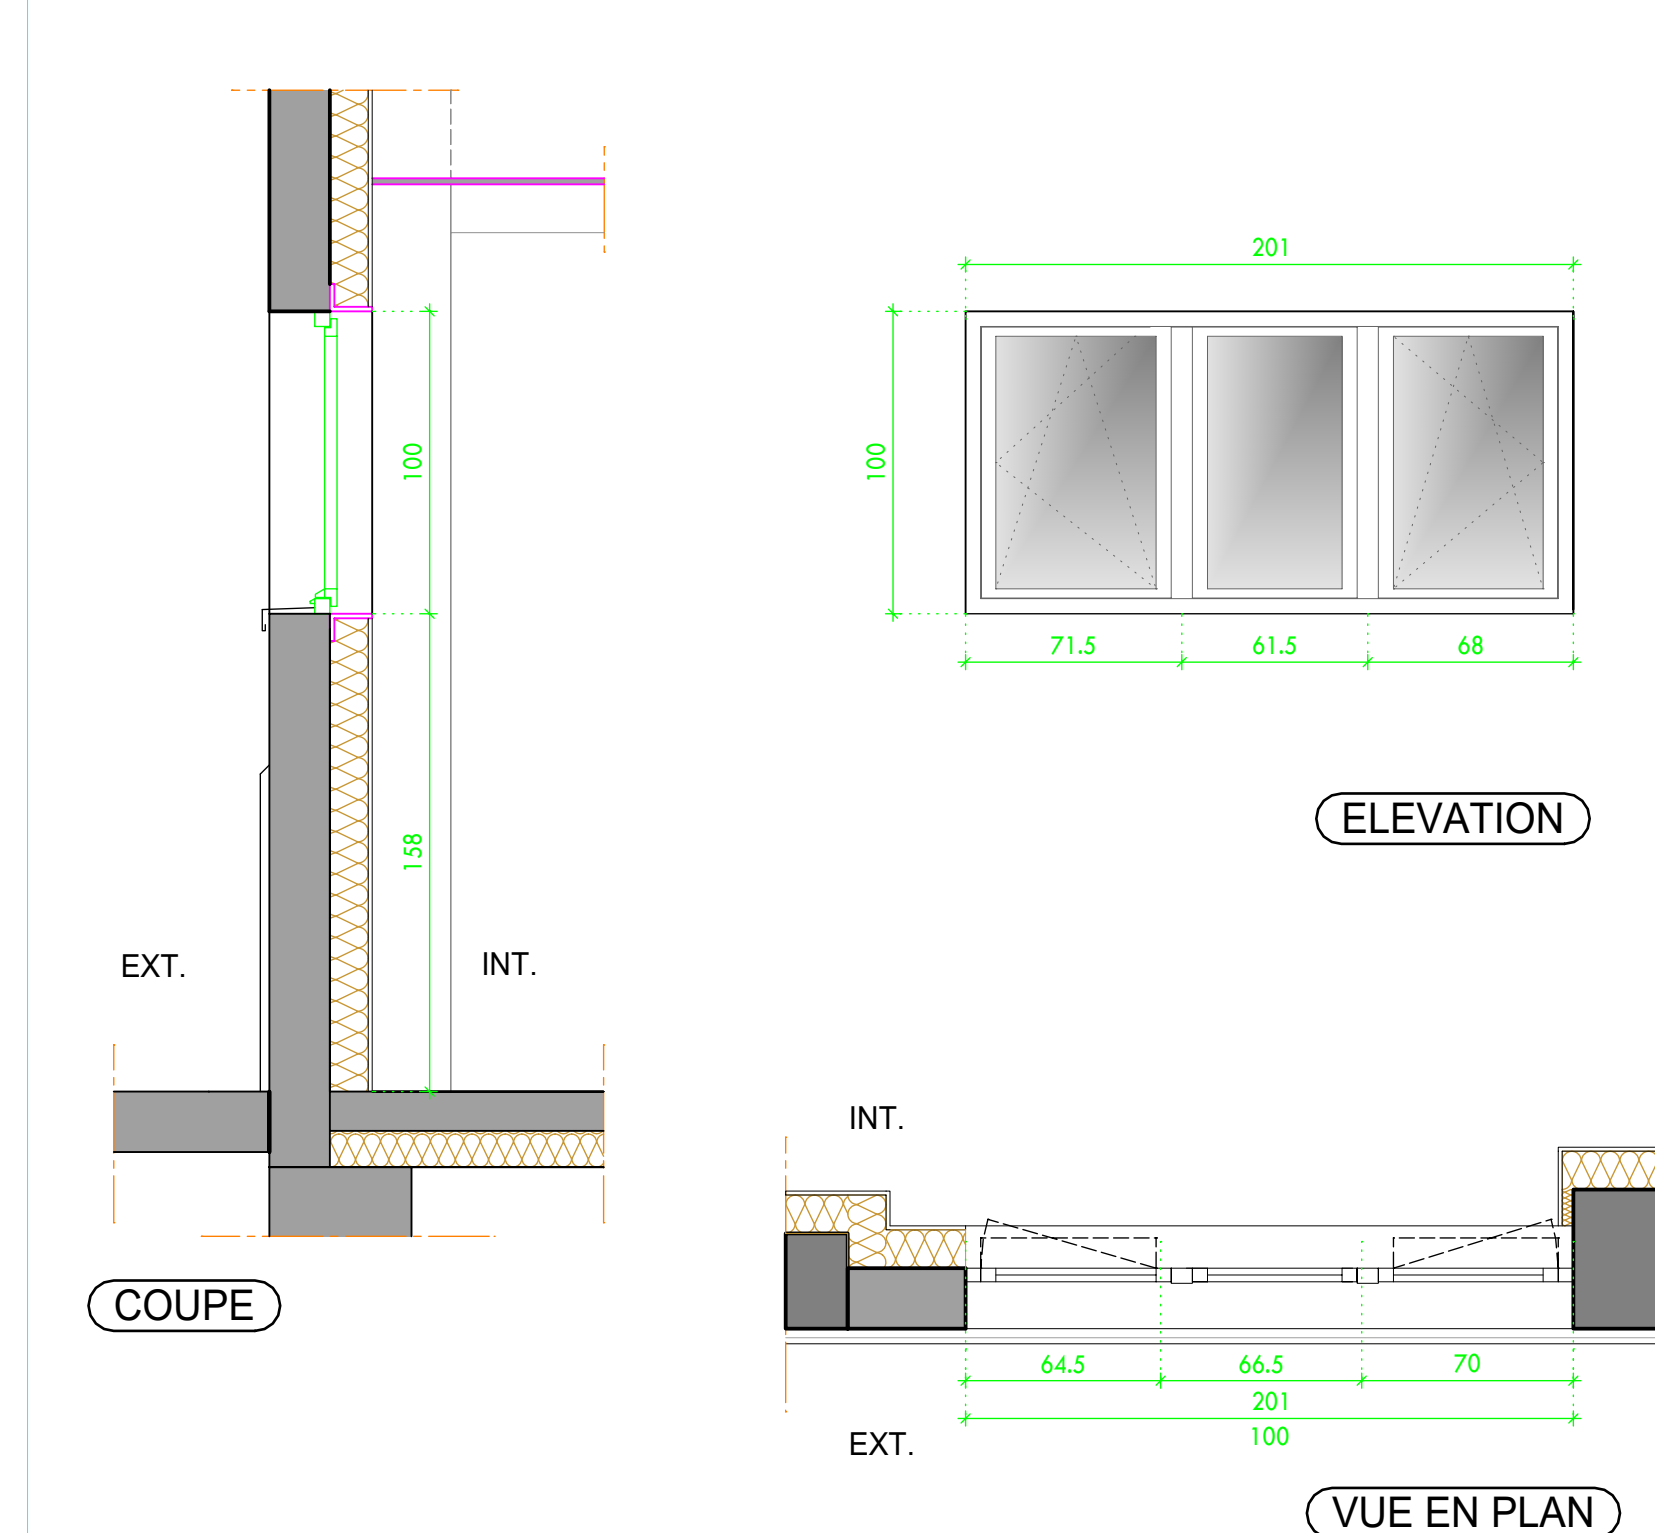 201
100
100
71.5 61.5 68
ELEVATION
158
EXT. INT.
COUPE
INT.
64.5 66.5 70
201
100
EXT.
VUE EN PLAN